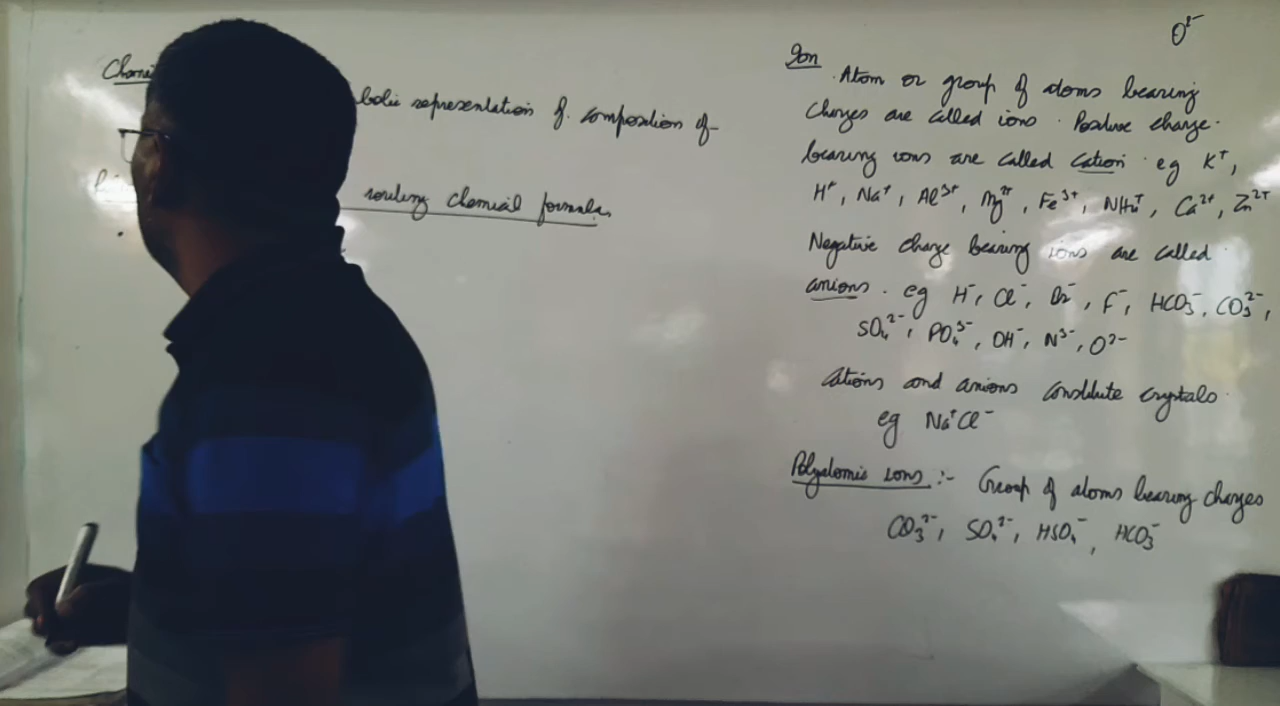 Chemi
bolic representation of composition of
writing chemical formula
O²⁻
Ion
Atom or group of atoms bearing
charges are called ions. Positive charge
bearing ions are called cation. eg K⁺,
H⁺, Na⁺, Al³⁺, Mg²⁺, Fe³⁺, NH₄⁺, Ca²⁺, Zn²⁺
Negative charge bearing ions are called
anions. eg H⁻, Cl⁻, Br⁻, F⁻, HCO₃⁻, CO₃²⁻,
SO₄²⁻, PO₄³⁻, OH⁻, N³⁻, O²⁻
Cations and anions constitute crystals.
eg Na⁺Cl⁻
Polyatomic ions :- Group of atoms bearing charges
CO₃²⁻, SO₄²⁻, HSO₄⁻, HCO₃⁻